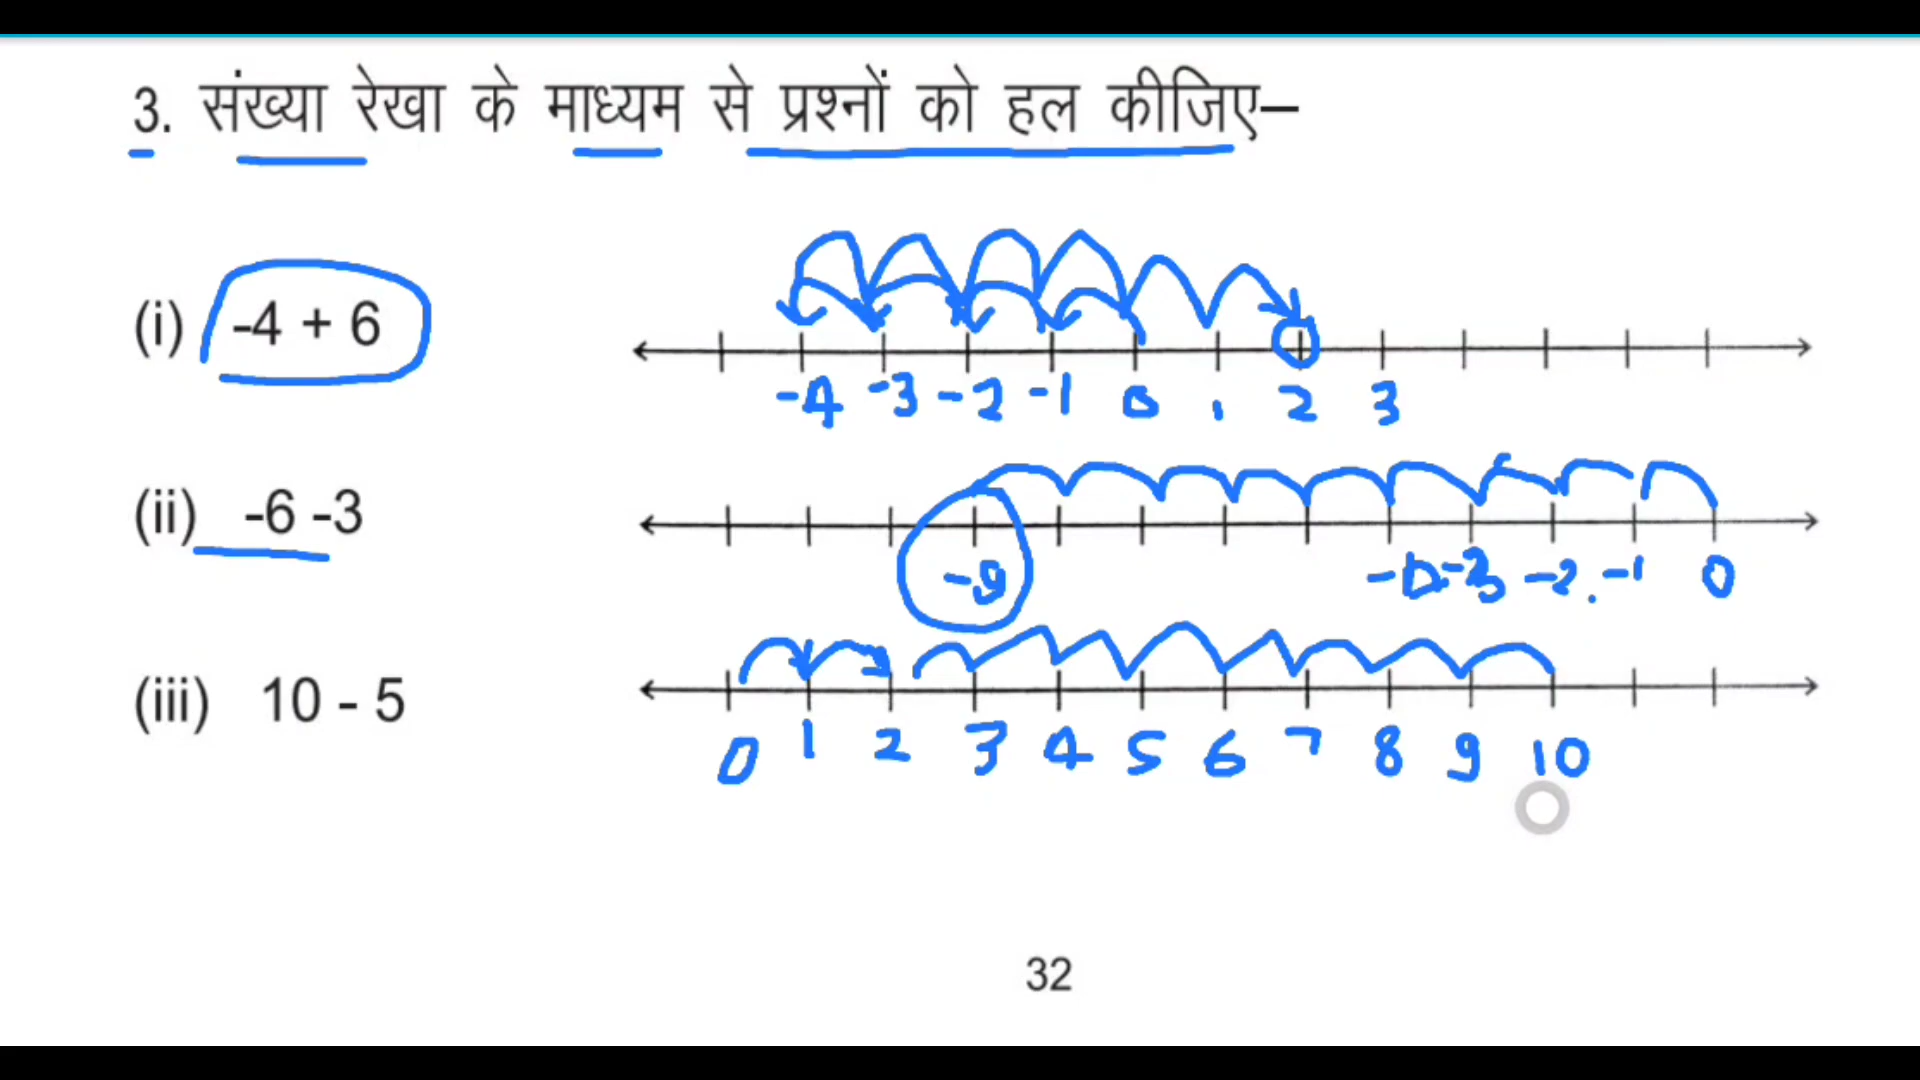 3. संख्या रेखा के माध्यम से प्रश्नों को हल कीजिए–
(i) -4 + 6
-4 -3 -2 -1 0 1 2 3
(ii) -6 -3
-9 -3 -2 -1 0
(iii) 10 - 5
0 1 2 3 4 5 6 7 8 9 10
32